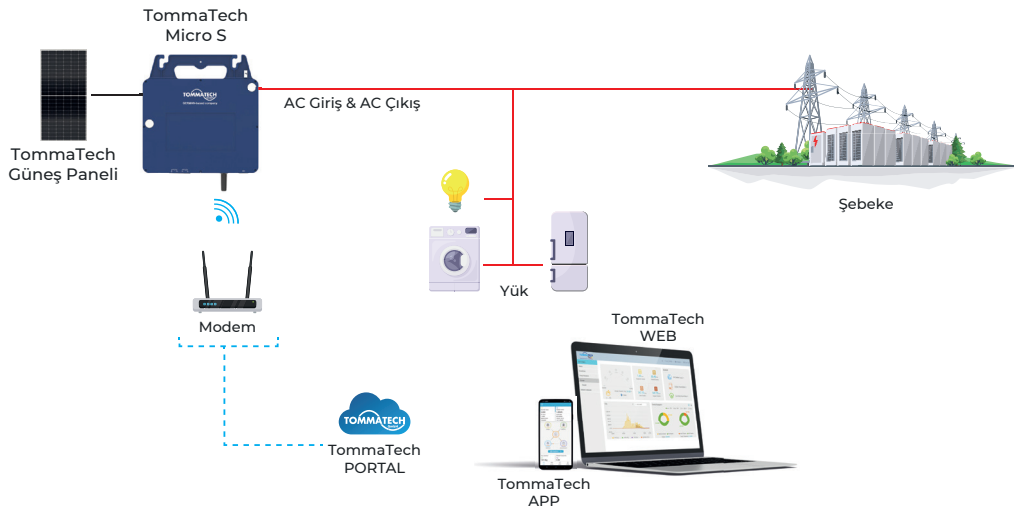 TommaTech
Micro S
TOMMATECH
AC Giriş & AC Çıkış
TommaTech
Güneş Paneli
Şebeke
Yük
Modem
TommaTech
WEB
TOMMATECH
TommaTech
PORTAL
TommaTech
APP